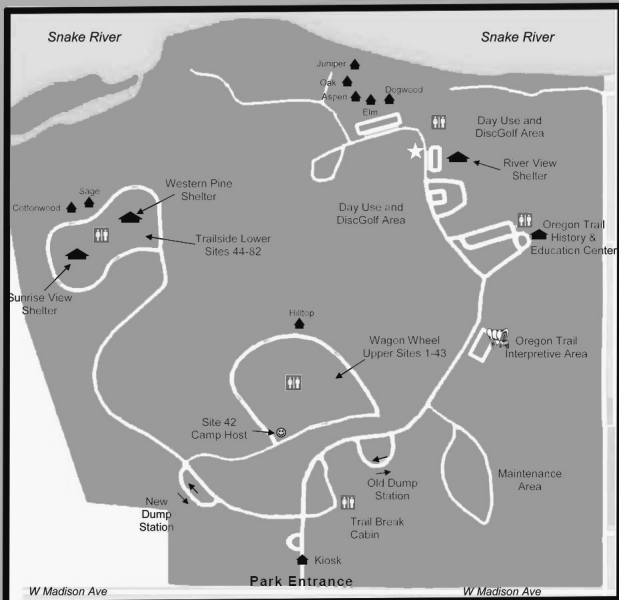 Snake River
Snake River
Juniper
Oak
Aspen
Dogwood
Elm
Day Use and
DiscGolf Area
River View
Shelter
Western Pine
Shelter
Sage
Cottonwood
Day Use and
DiscGolf Area
Trailside Lower
Sites 44-82
Oregon Trail
History &
Education Center
Sunrise View
Shelter
Hilltop
Wagon Wheel
Upper Sites 1-43
Oregon Trail
Interpretive Area
Site 42
Camp Host
Old Dump
Station
Maintenance
Area
New
Dump
Station
Trail Break
Cabin
Kiosk
Park Entrance
W Madison Ave
W Madison Ave